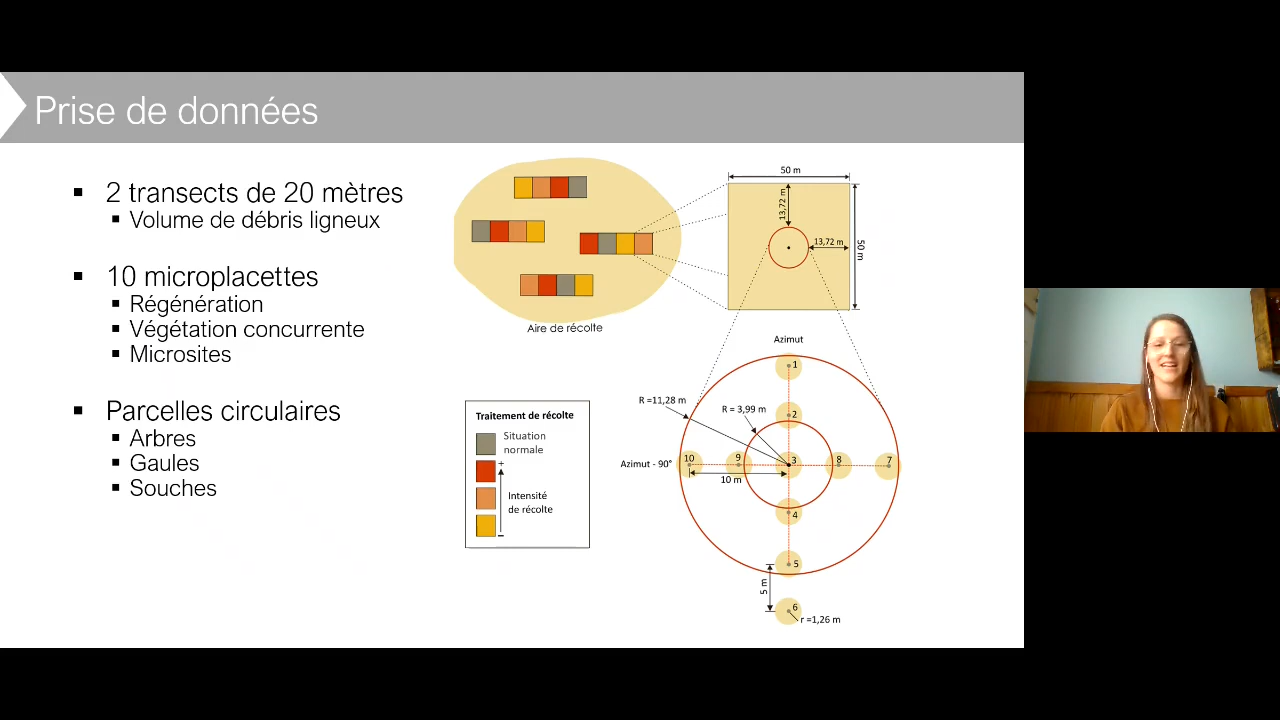 Prise de données
2 transects de 20 mètres
Volume de débris ligneux
10 microplacettes
Régénération
Végétation concurrente
Microsites
Parcelles circulaires
Arbres
Gaules
Souches
Aire de récolte
50 m
13,72 m
13,72 m
50 m
Traitement de récolte
Situation
normale
+
Intensité
de récolte
–
Azimut
1
R =11,28 m
R = 3,99 m
2
Azimut - 90°
10
9
3
8
7
10 m
4
5
5 m
6
r =1,26 m